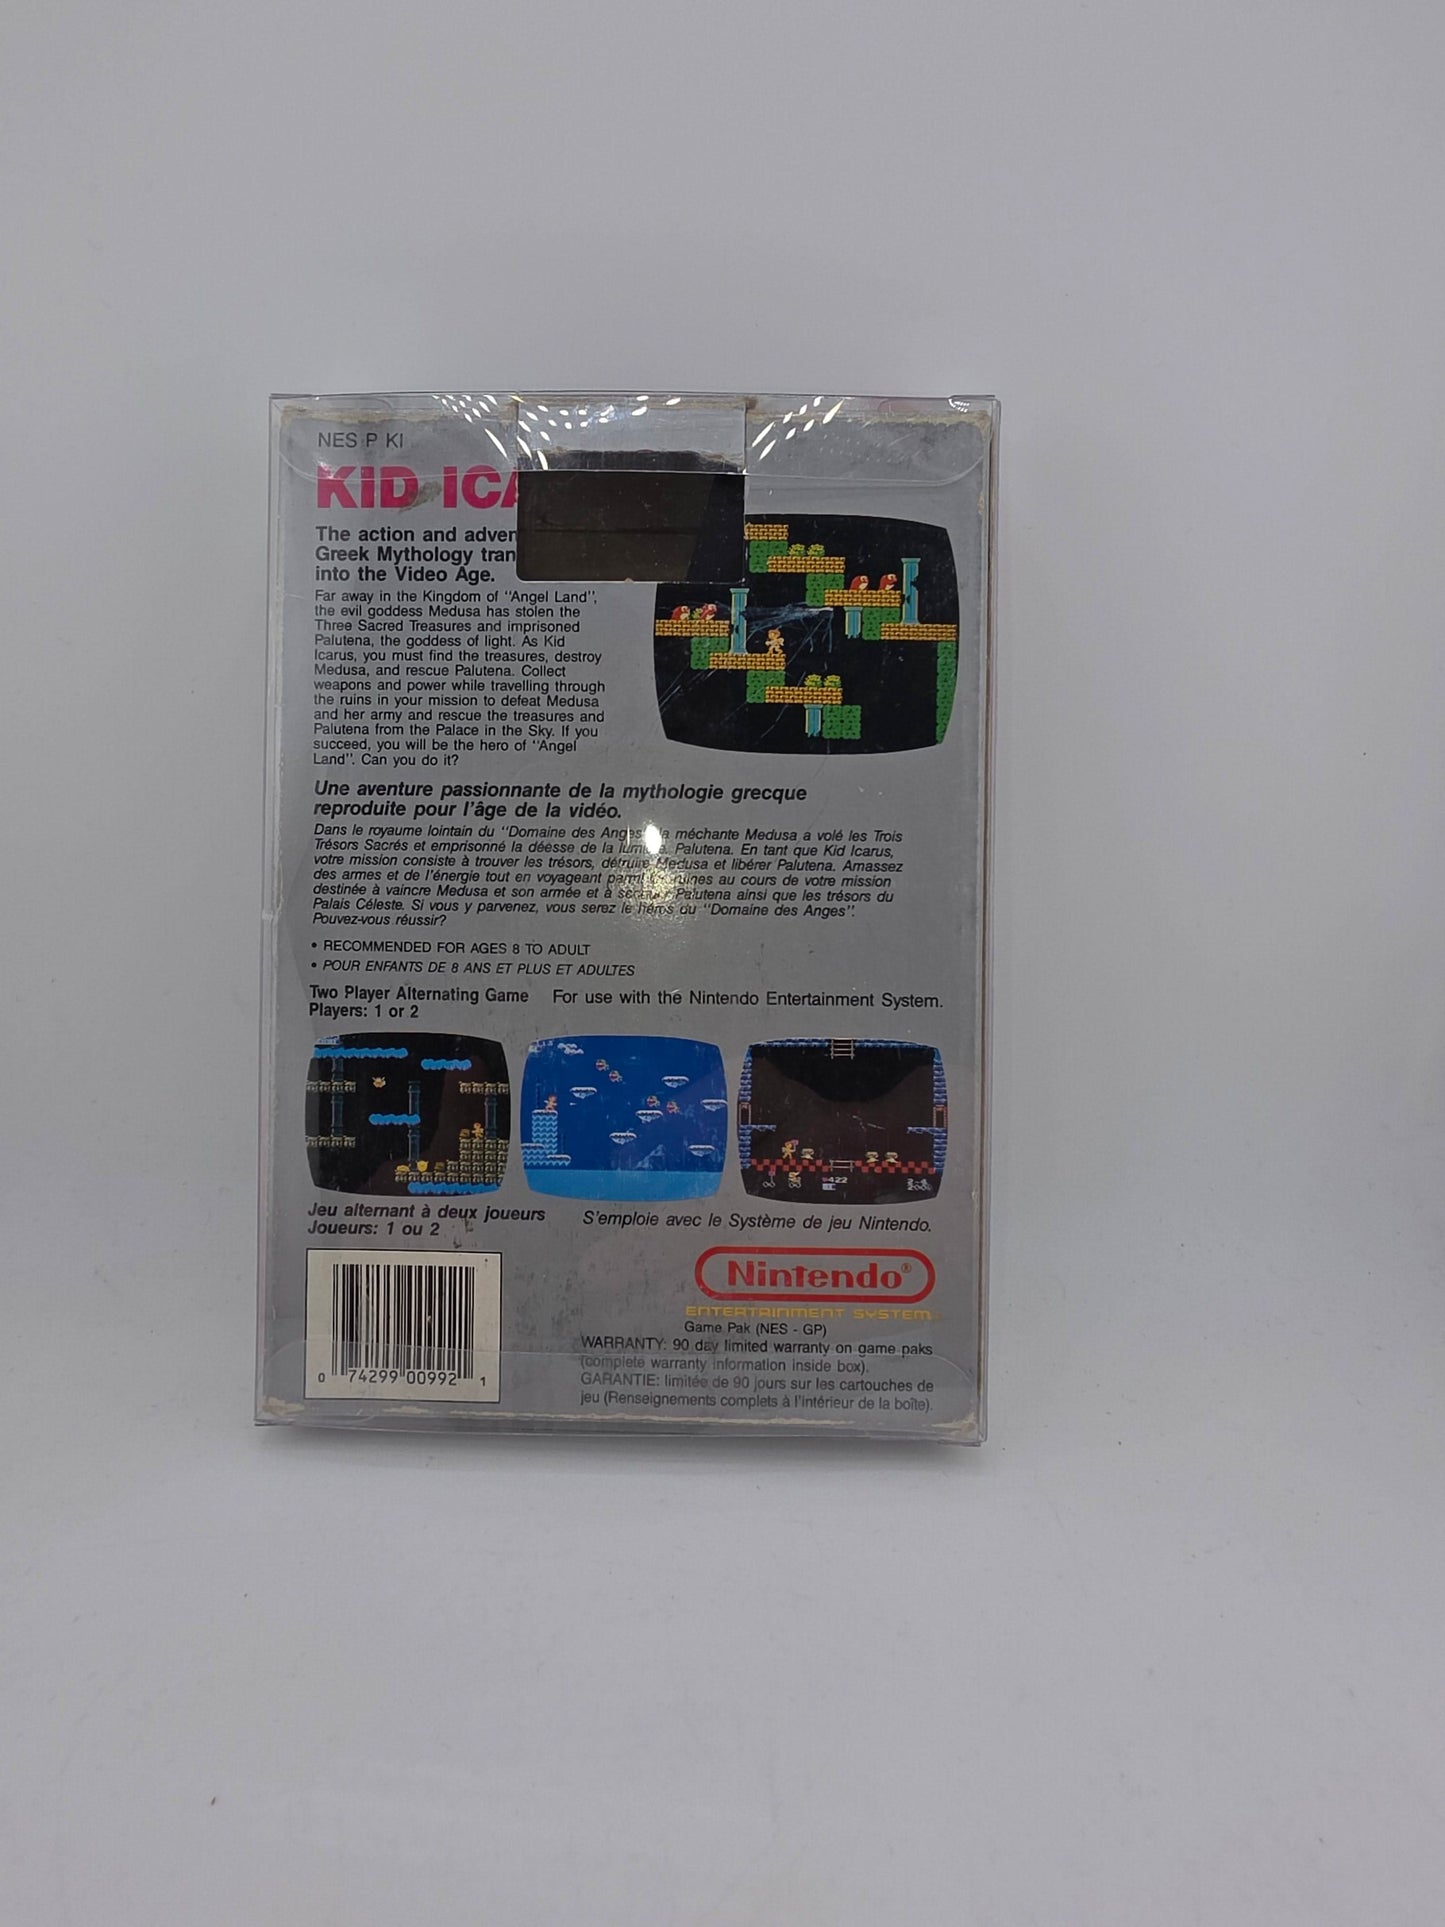 NES P KI
KID
The action and
Greek Mythology
into the Video Age.
Far away in the Kingdom of "Angel Land",
the evil goddess Medusa has stolen the
Three Sacred Treasures and imprisoned
Palutena, the goddess of light. As Kid
Icarus, you must find the treasures, destroy
Medusa, and rescue Palutena. Collect
weapons and power while travelling through
the ruins in your mission to defeat Medusa
and her army and rescue the treasures and
Palutena from the Palace in the Sky. If you
succeed, you will be the hero of "Angel
Land". Can you do it?
Une aventure passionnante de la mythologie grecque
reproduite pour l'âge de la vidéo.
Dans le royaume lointain du "Domaine des Anges", la méchante Medusa a volé les Trois
Trésors Sacrés et emprisonné la déesse de la lumière, Palutena. En tant que Kid Icarus,
votre mission consiste à trouver les trésors, détruire Medusa et libérer Palutena. Amassez
des armes et de l'énergie tout en voyageant parmi les ruines au cours de votre mission
destinée à vaincre Medusa et son armée et à secourir Palutena ainsi que les trésors du
Palais Céleste. Si vous y parvenez, vous serez le héros du "Domaine des Anges".
Pouvez-vous réussir?
• RECOMMENDED FOR AGES 8 TO ADULT
• POUR ENFANTS DE 8 ANS ET PLUS ET ADULTES
Two Player Alternating Game For use with the Nintendo Entertainment System.
Players: 1 or 2
422
Jeu alternant à deux joueurs S'emploie avec le Système de jeu Nintendo.
Joueurs: 1 ou 2
Nintendo®
ENTERTAINMENT SYSTEM
Game Pak (NES - GP)
WARRANTY: 90 day limited warranty on game paks
(complete warranty information inside box).
GARANTIE: limitée de 90 jours sur les cartouches de
jeu (Renseignements complets à l'intérieur de la boîte).
0 74299 00992 1